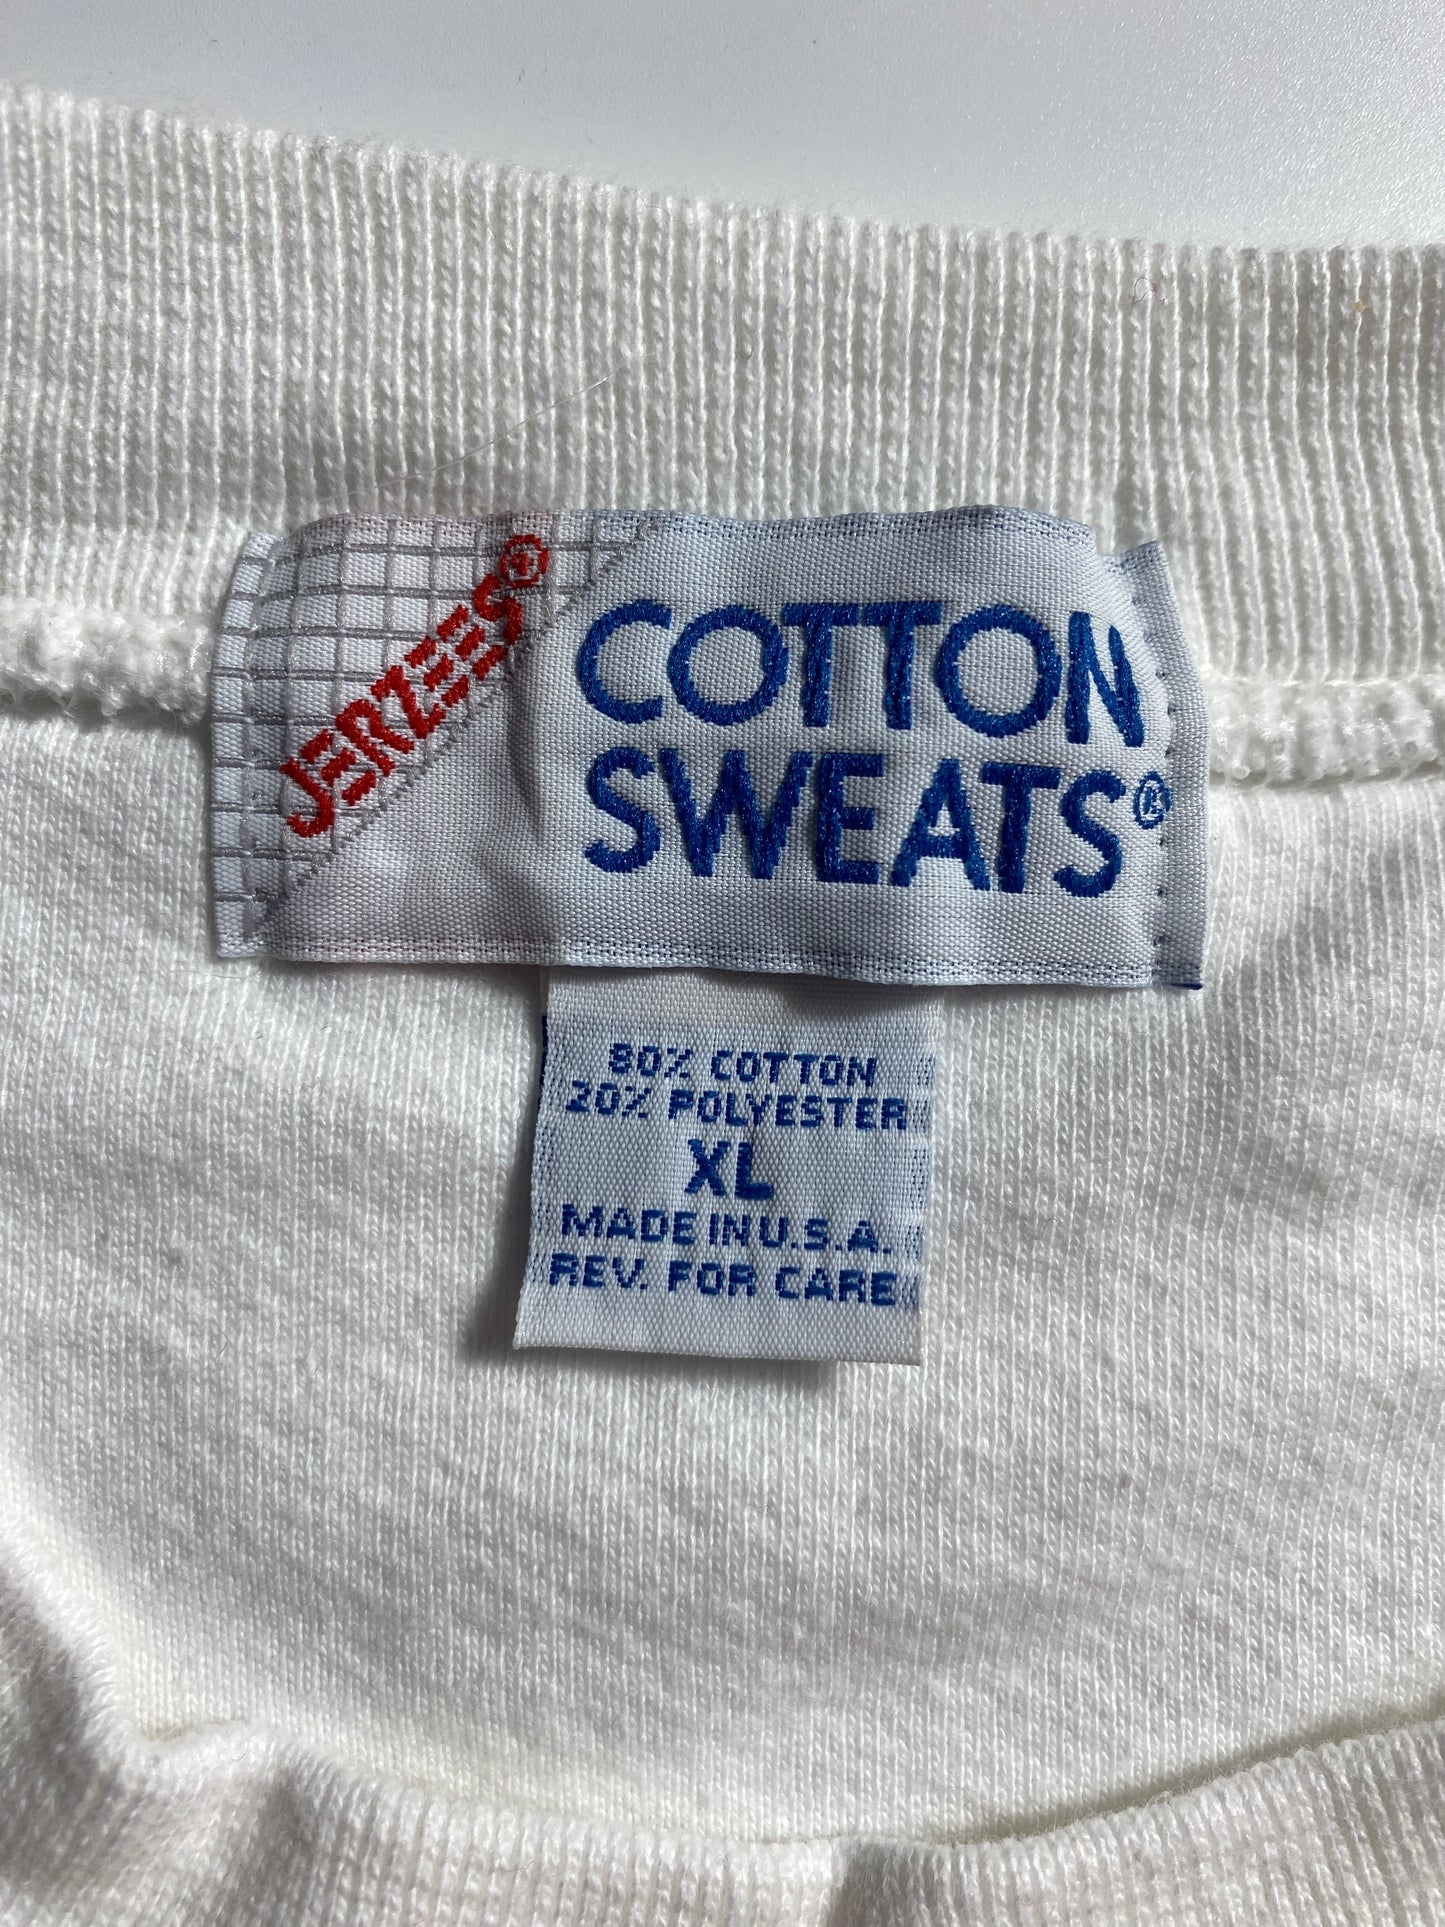 JERZEES®
COTTON
SWEATS®
80% COTTON
20% POLYESTER
XL
MADE IN U.S.A.
REV. FOR CARE